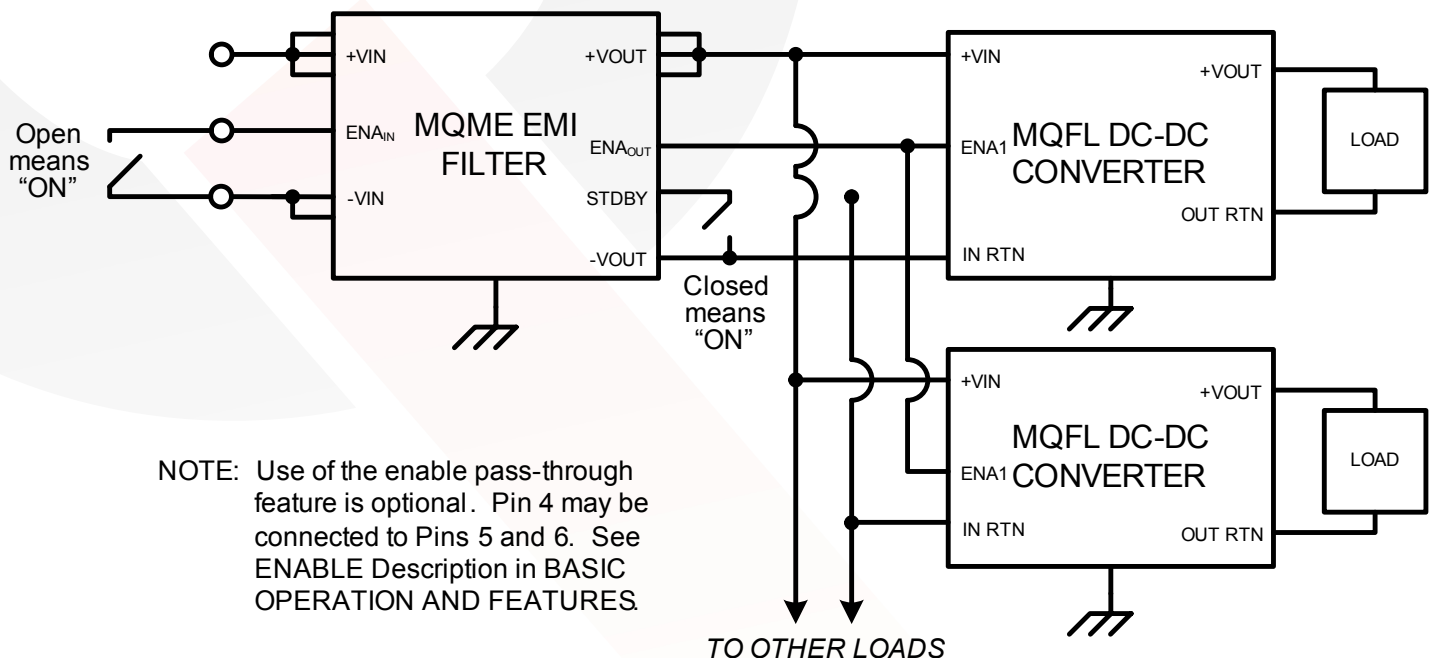 +VIN
+VOUT
ENAIN
MQME EMI
FILTER
ENAOUT
-VIN
STDBY
-VOUT
Open
means
“ON”
Closed
means
“ON”
+VIN
+VOUT
ENA1
MQFL DC-DC
CONVERTER
OUT RTN
IN RTN
LOAD
+VIN
+VOUT
MQFL DC-DC
ENA1 CONVERTER
IN RTN
OUT RTN
LOAD
NOTE: Use of the enable pass-through
feature is optional. Pin 4 may be
connected to Pins 5 and 6. See
ENABLE Description in BASIC
OPERATION AND FEATURES.
TO OTHER LOADS